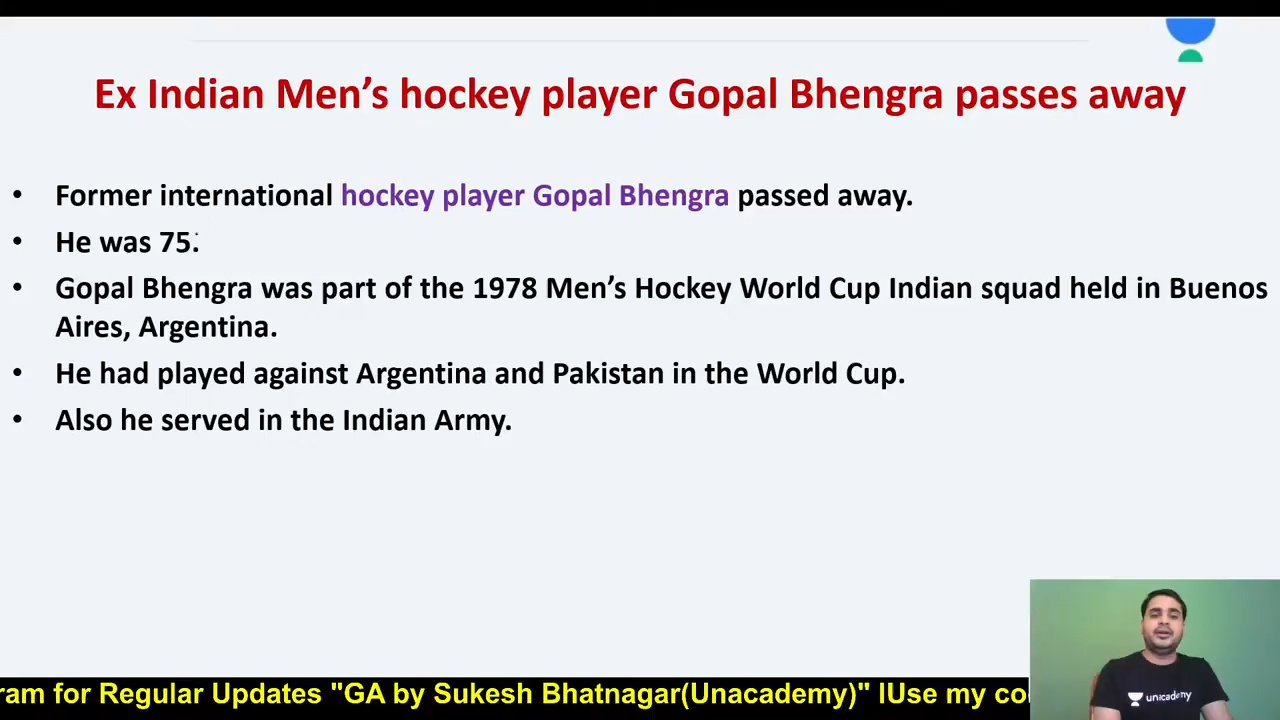 Ex Indian Men’s hockey player Gopal Bhengra passes away
• Former international hockey player Gopal Bhengra passed away.
• He was 75.
• Gopal Bhengra was part of the 1978 Men’s Hockey World Cup Indian squad held in Buenos
Aires, Argentina.
• He had played against Argentina and Pakistan in the World Cup.
• Also he served in the Indian Army.
unacademy
ram for Regular Updates "GA by Sukesh Bhatnagar(Unacademy)" IUse my co